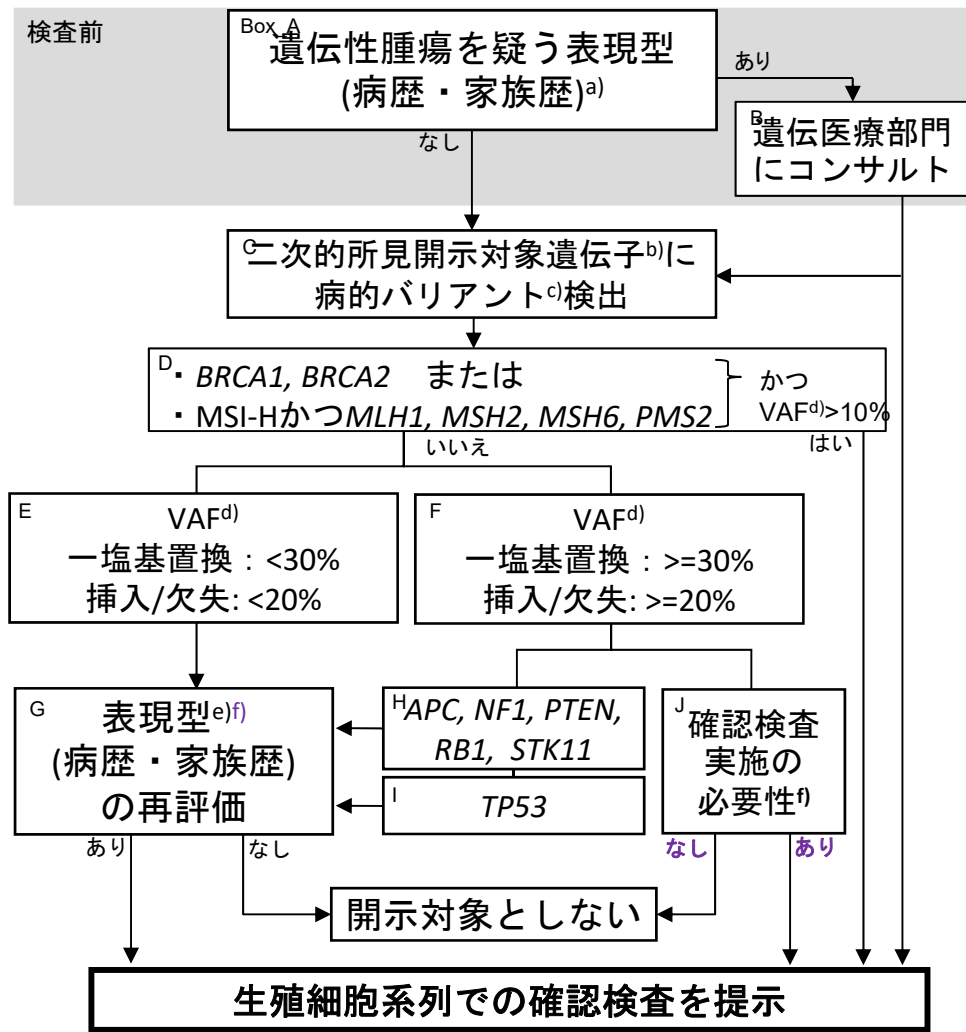 検査前
Box A
遺伝性腫瘍を疑う表現型
(病歴・家族歴)a)
あり
なし
B
遺伝医療部門
にコンサルト
C
二次的所見開示対象遺伝子b)に
病的バリアントc)検出
D
・ BRCA1, BRCA2 または
・ MSI-HかつMLH1, MSH2, MSH6, PMS2
かつ
VAFd)>10%
はい
いいえ
E
VAFd)
一塩基置換：<30%
挿入/欠失: <20%
F
VAFd)
一塩基置換：>=30%
挿入/欠失: >=20%
G
表現型e)f)
(病歴・家族歴)
の再評価
H
APC, NF1, PTEN,
RB1, STK11
I
TP53
J
確認検査
実施の
必要性f)
あり
なし
なし
あり
開示対象としない
生殖細胞系列での確認検査を提示